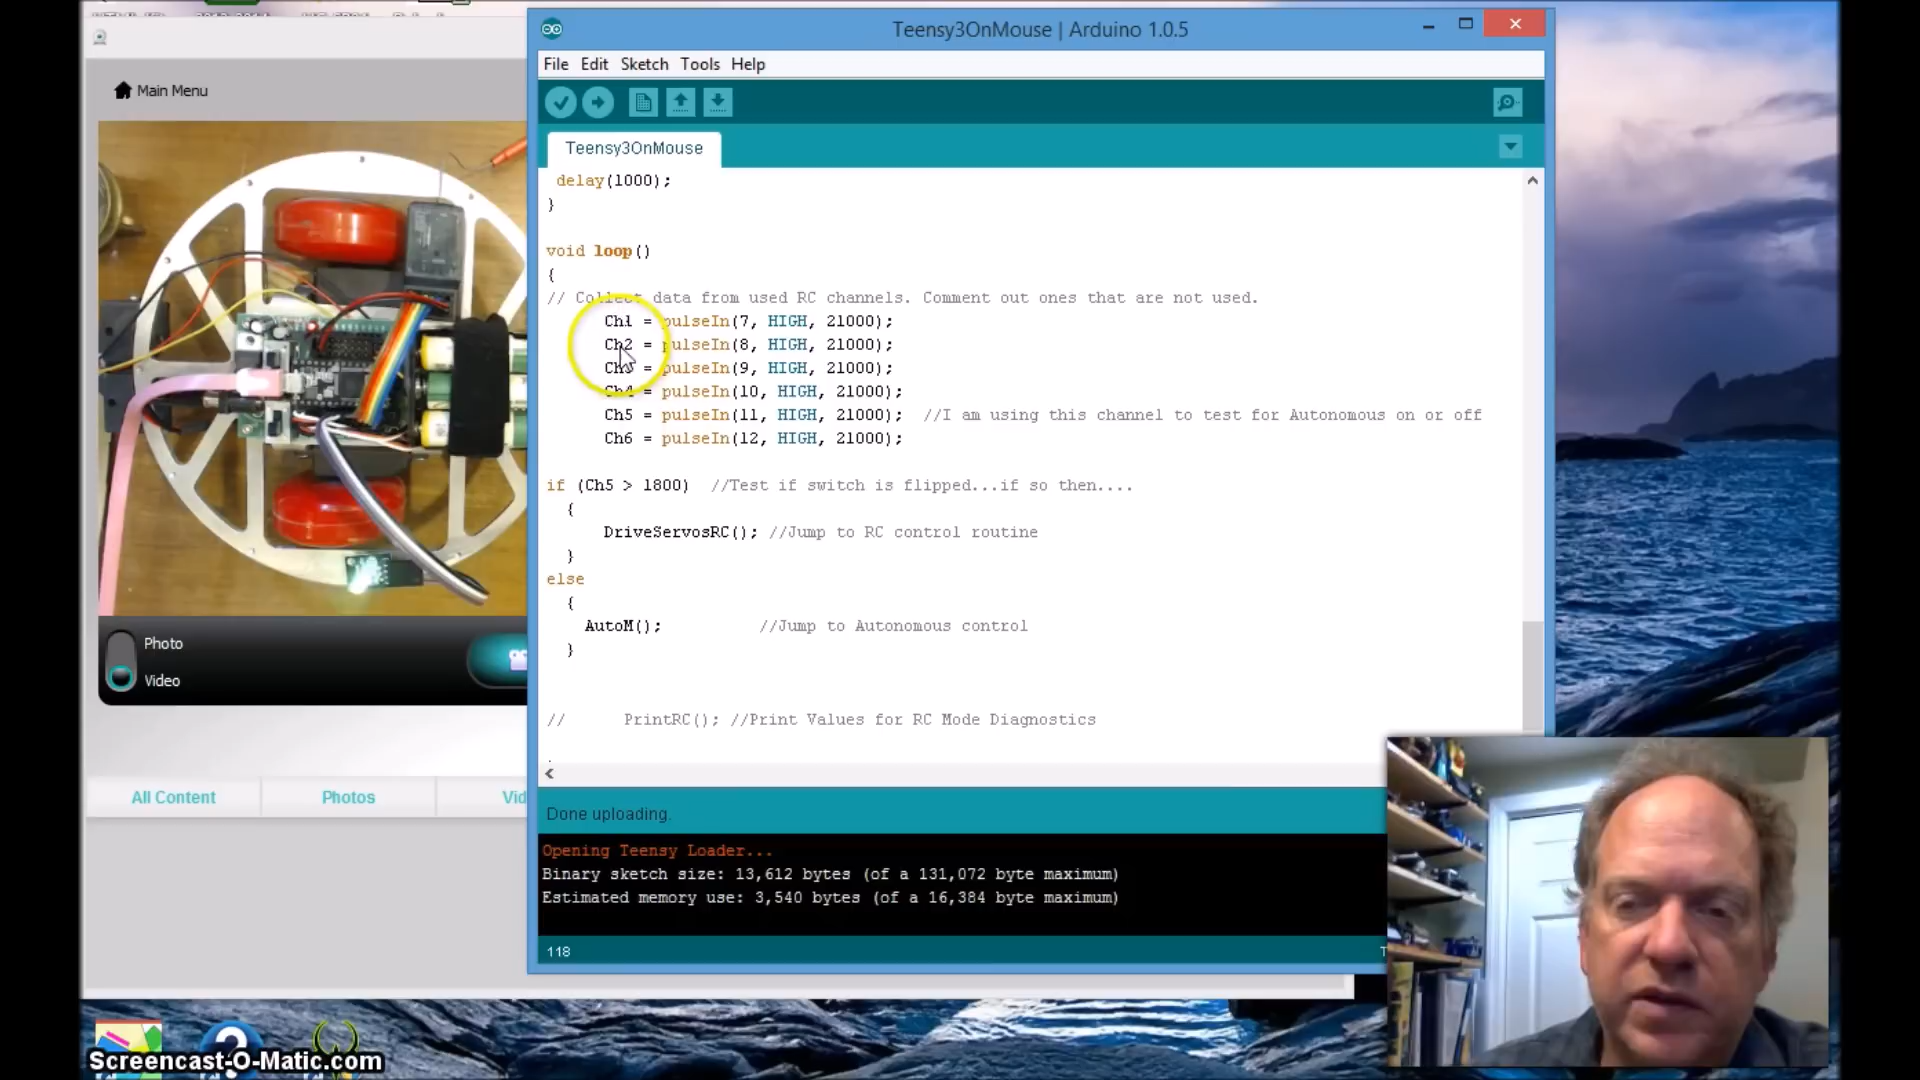 Teensy3OnMouse | Arduino 1.0.5
File Edit Sketch Tools Help
Main Menu
Teensy3OnMouse
delay(1000);
}
void loop()
{
// Collect data from used RC channels. Comment out ones that are not used.
Ch1 = pulseIn(7, HIGH, 21000);
Ch2 = pulseIn(8, HIGH, 21000);
Ch3 = pulseIn(9, HIGH, 21000);
Ch4 = pulseIn(10, HIGH, 21000);
Ch5 = pulseIn(11, HIGH, 21000); //I am using this channel to test for Autonomous on or off
Ch6 = pulseIn(12, HIGH, 21000);
if (Ch5 > 1800) //Test if switch is flipped...if so then....
{
DriveServosRC(); //Jump to RC control routine
}
else
{
AutoM(); //Jump to Autonomous control
}
// PrintRC(); //Print Values for RC Mode Diagnostics
Photo
Video
All Content Photos Vid
Done uploading.
Opening Teensy Loader...
Binary sketch size: 13,612 bytes (of a 131,072 byte maximum)
Estimated memory use: 3,540 bytes (of a 16,384 byte maximum)
118 T
Screencast-O-Matic.com